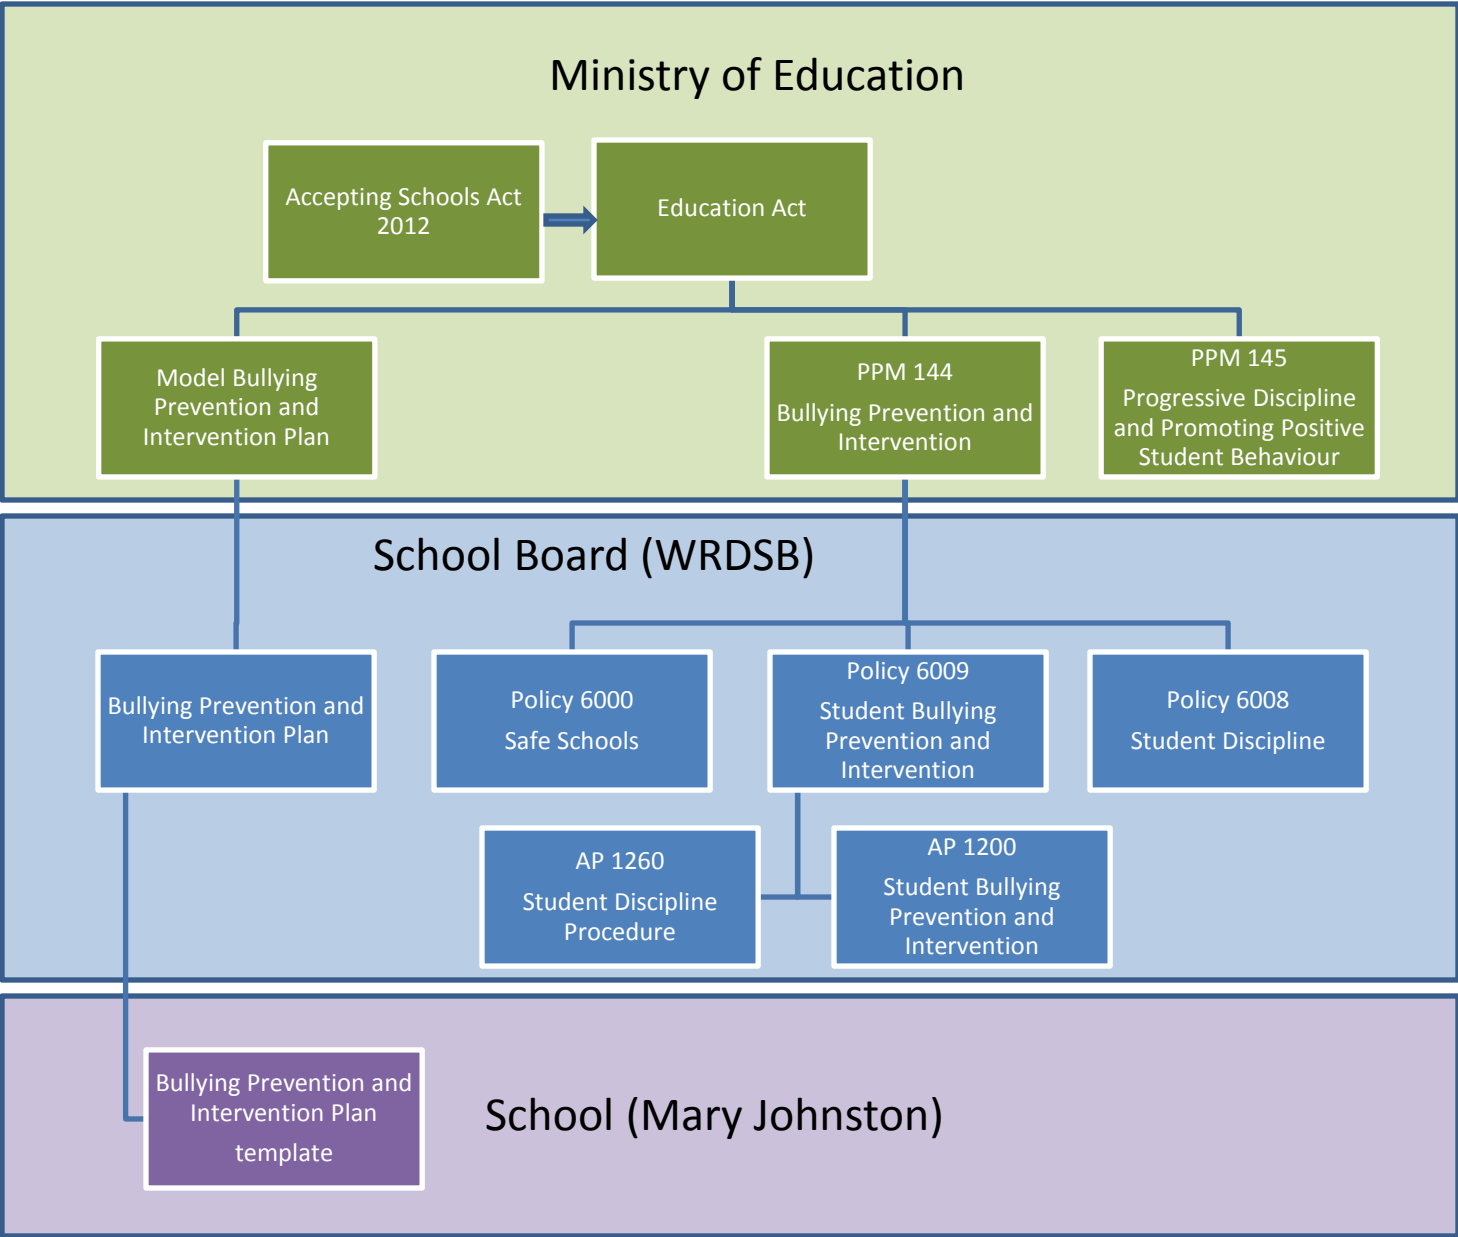 Ministry of Education
Accepting Schools Act
2012
Education Act
Model Bullying
Prevention and
Intervention Plan
PPM 144
Bullying Prevention and
Intervention
PPM 145
Progressive Discipline
and Promoting Positive
Student Behaviour
School Board (WRDSB)
Bullying Prevention and
Intervention Plan
Policy 6000
Safe Schools
Policy 6009
Student Bullying
Prevention and
Intervention
Policy 6008
Student Discipline
AP 1260
Student Discipline
Procedure
AP 1200
Student Bullying
Prevention and
Intervention
Bullying Prevention and
Intervention Plan
template
School (Mary Johnston)